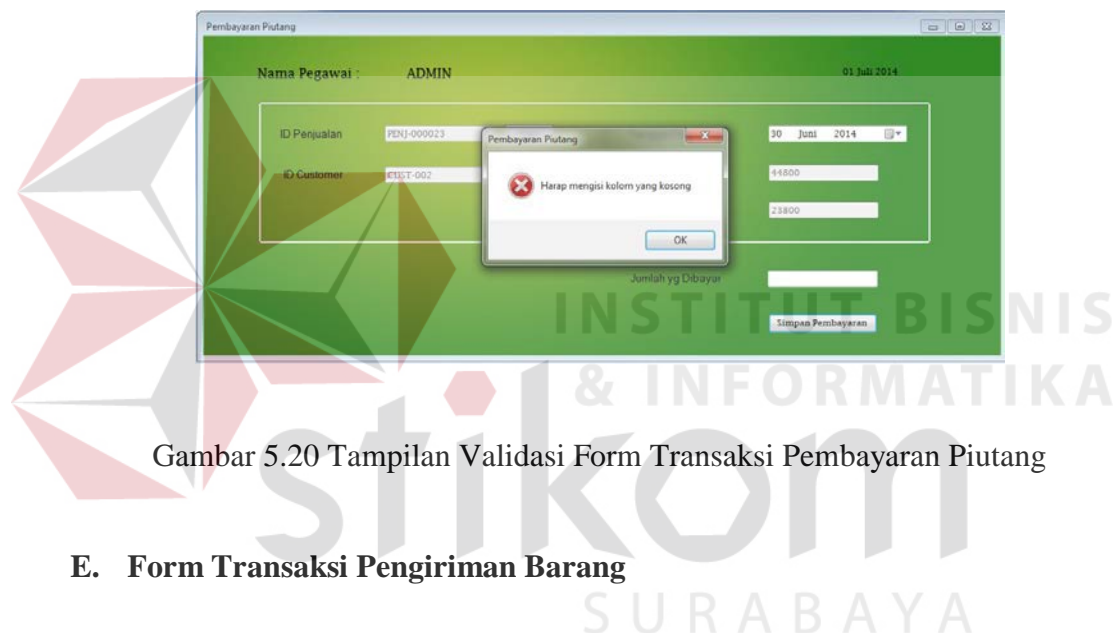 Pembayaran Piutang
Nama Pegawai : ADMIN 01 Juli 2014
ID Penjualan PENJ-000023 30 Juni 2014
ID Customer CUST-002 44800
23800
Pembayaran Piutang
Harap mengisi kolom yang kosong
OK
Jumlah yg Dibayar
Simpan Pembayaran
INSTITUT BISNIS
& INFORMATIKA
stikom
SURABAYA
Gambar 5.20 Tampilan Validasi Form Transaksi Pembayaran Piutang
E. Form Transaksi Pengiriman Barang